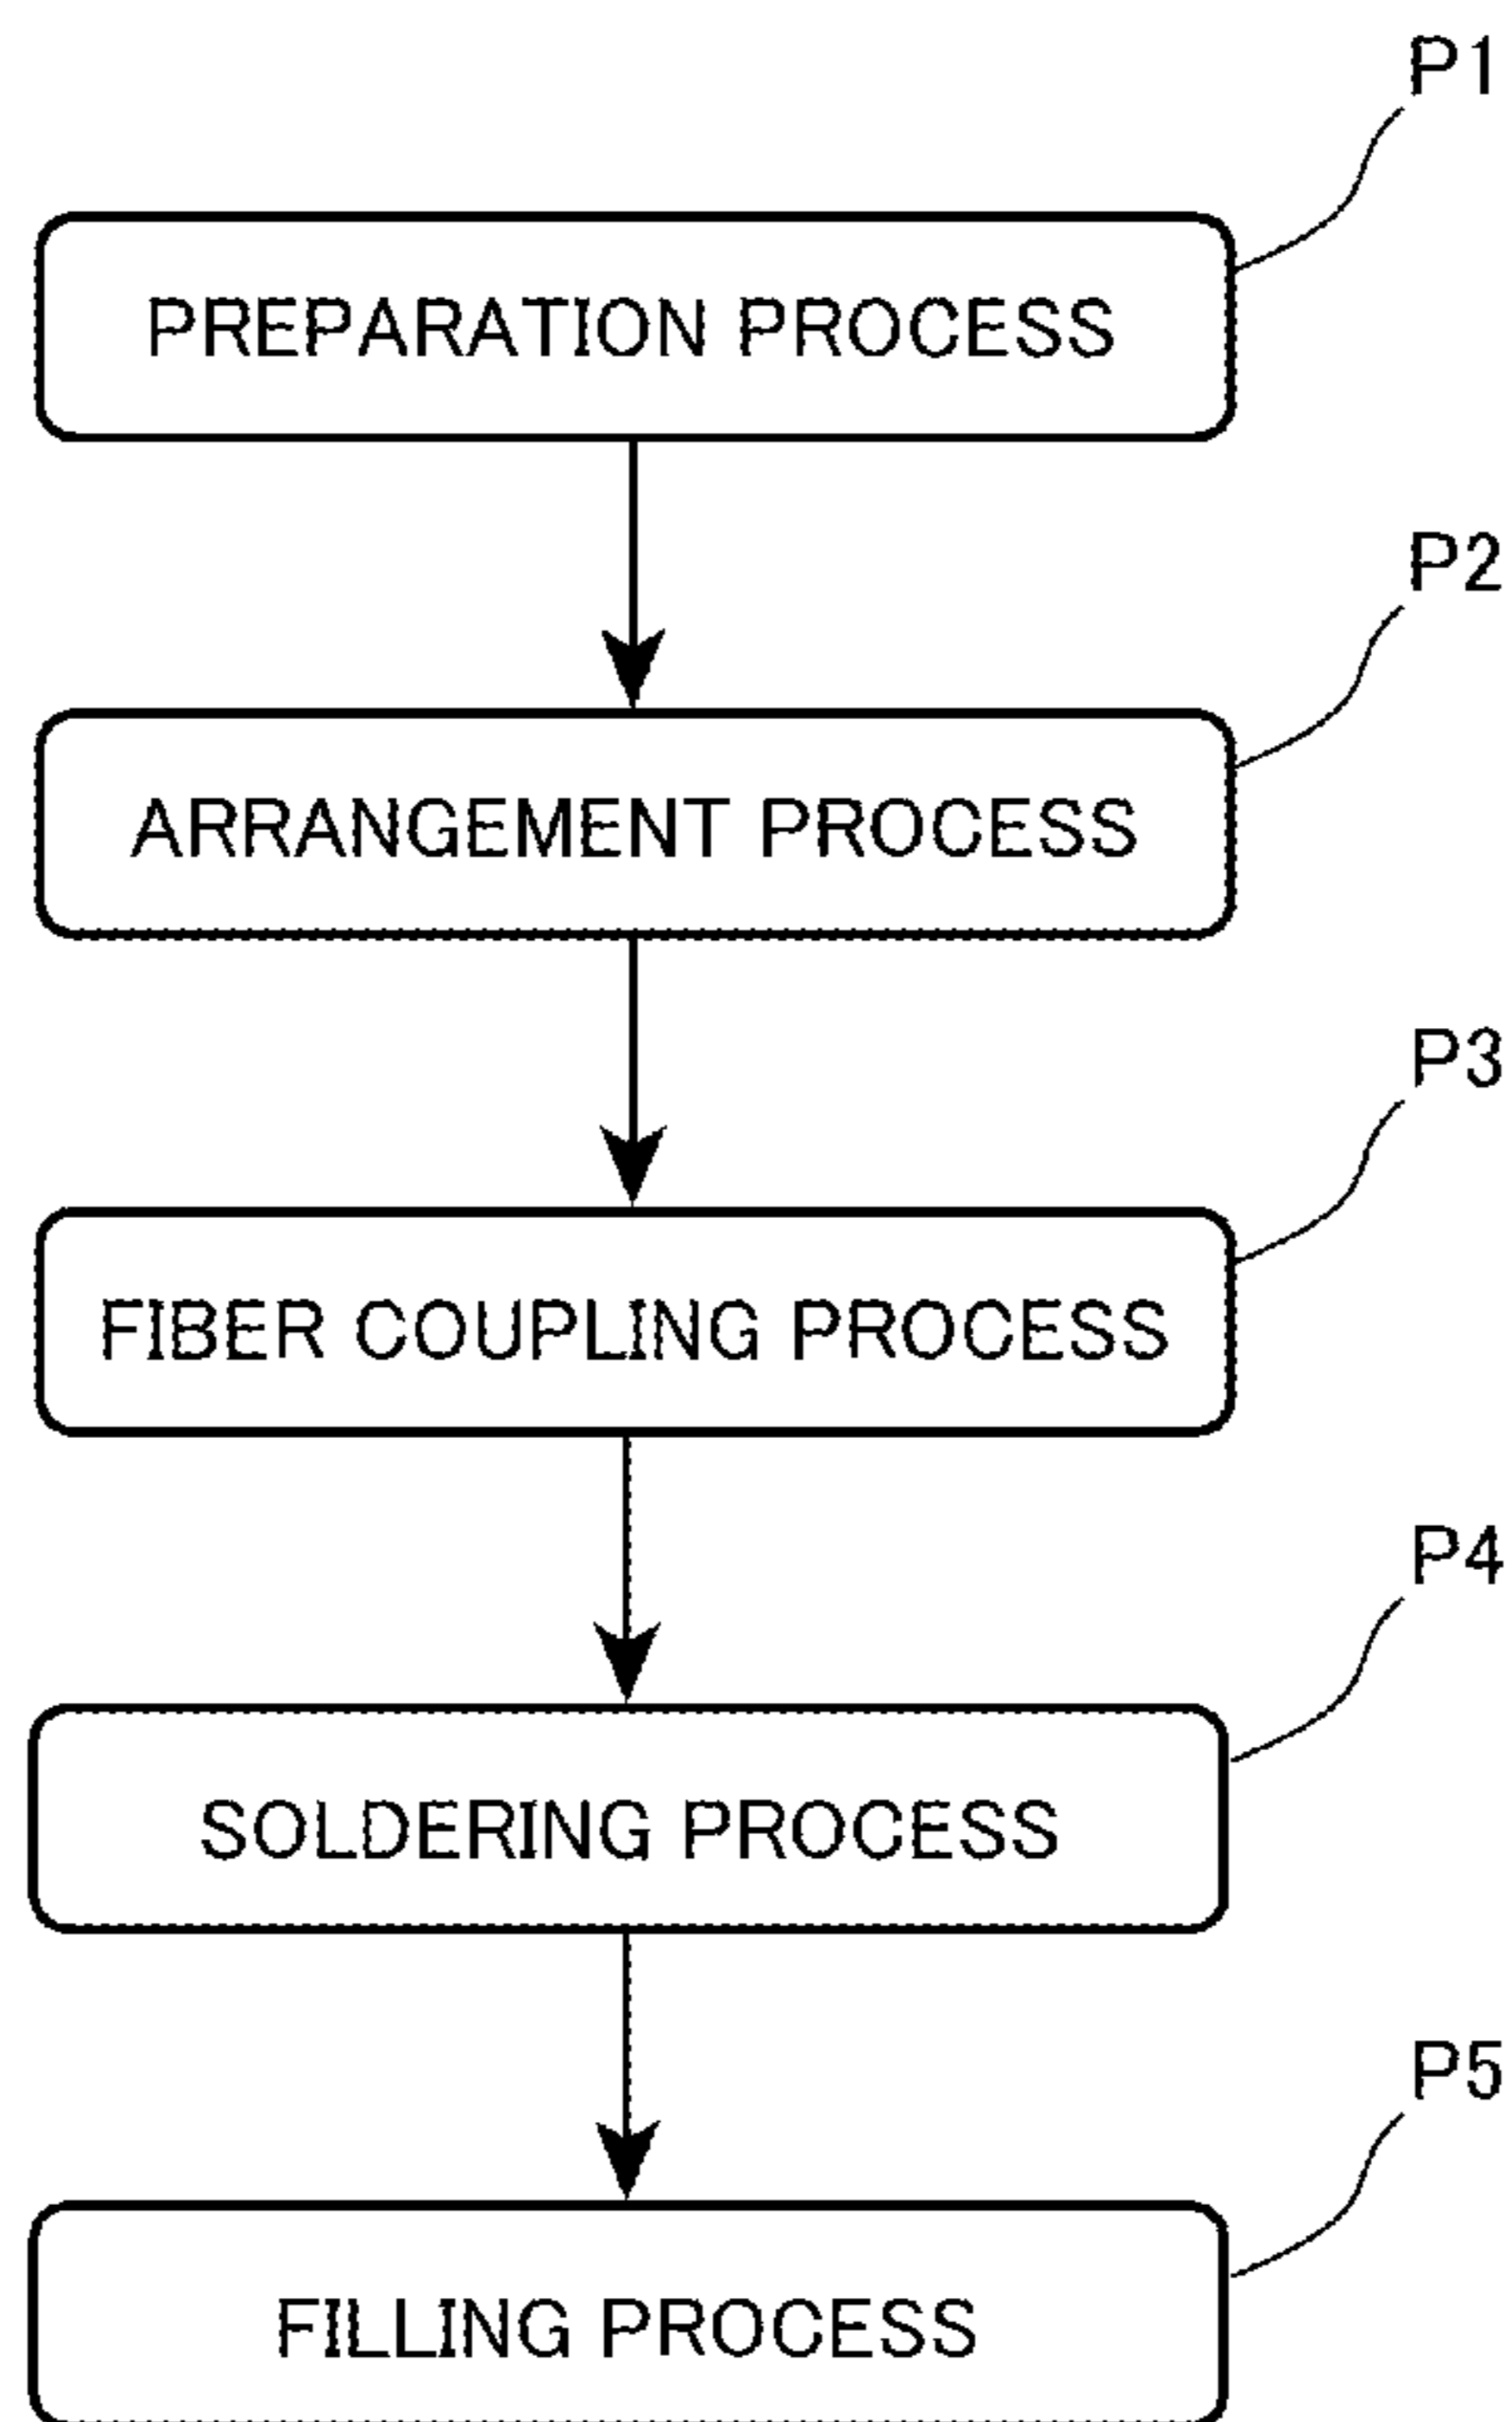 P1
PREPARATION PROCESS
P2
ARRANGEMENT PROCESS
P3
FIBER COUPLING PROCESS
P4
SOLDERING PROCESS
P5
FILLING PROCESS